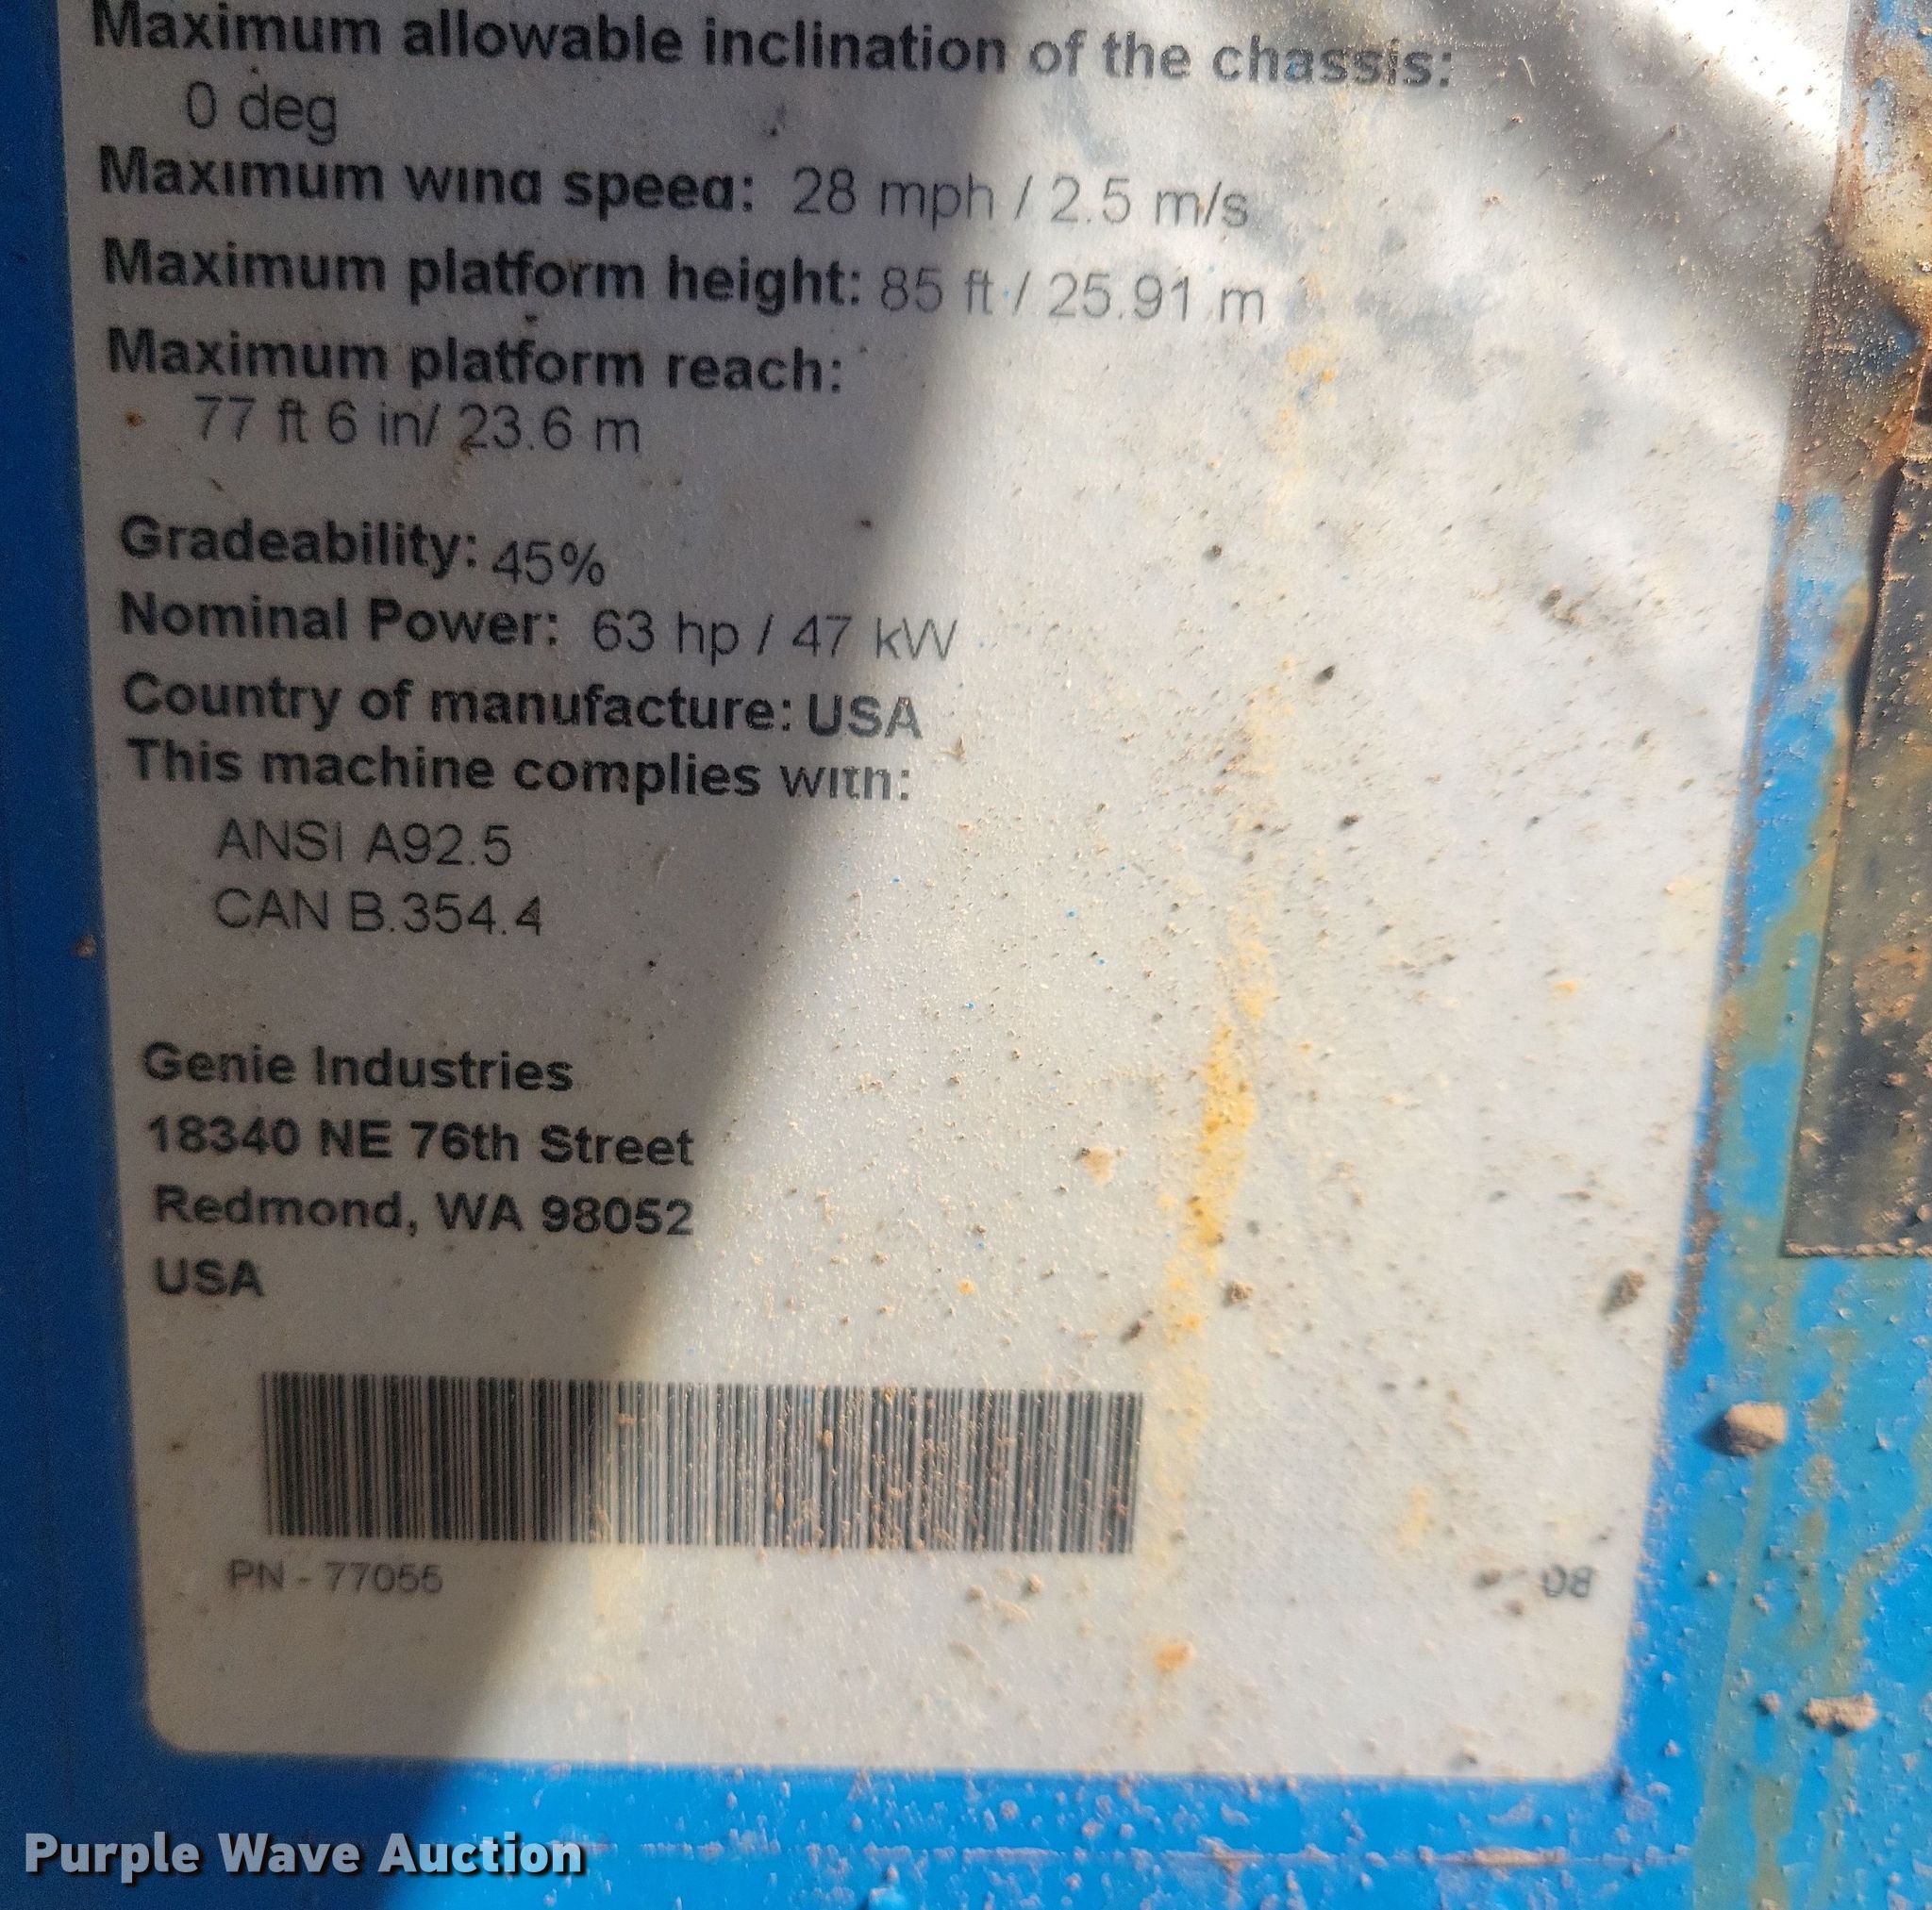 Maximum allowable inclination of the chassis:
0 deg
Maximum wind speed: 28 mph / 2.5 m/s
Maximum platform height: 85 ft / 25.91 m
Maximum platform reach:
77 ft 6 in/ 23.6 m
Gradeability: 45%
Nominal Power: 63 hp / 47 kW
Country of manufacture: USA
This machine complies with:
ANSI A92.5
CAN B.354.4
Genie Industries
18340 NE 76th Street
Redmond, WA 98052
USA
PN - 77055
08
Purple Wave Auction